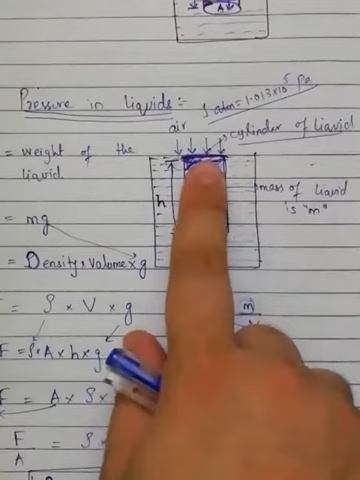 A
Pressure in Liquids:-
1 atm = 1.013×10⁵ Pa
air
cylinder of Liquid
= weight of the
liquid
h
mass of liquid
is "m"
= mg
= Density × volume × g
= ρ × V × g
m
F = ρ × A × h × g
F = A × ρ ×
F/A = ρ ×